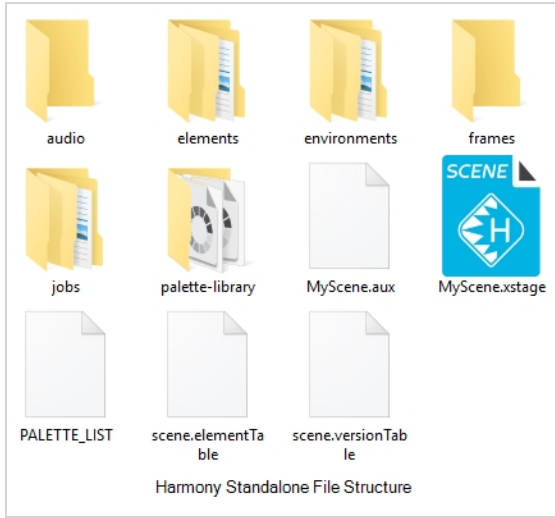 audio
elements
environments
frames
SCENE
H
jobs
palette-library
MyScene.aux
MyScene.xstage
PALETTE_LIST
scene.elementTa
ble
scene.versionTab
le
Harmony Standalone File Structure